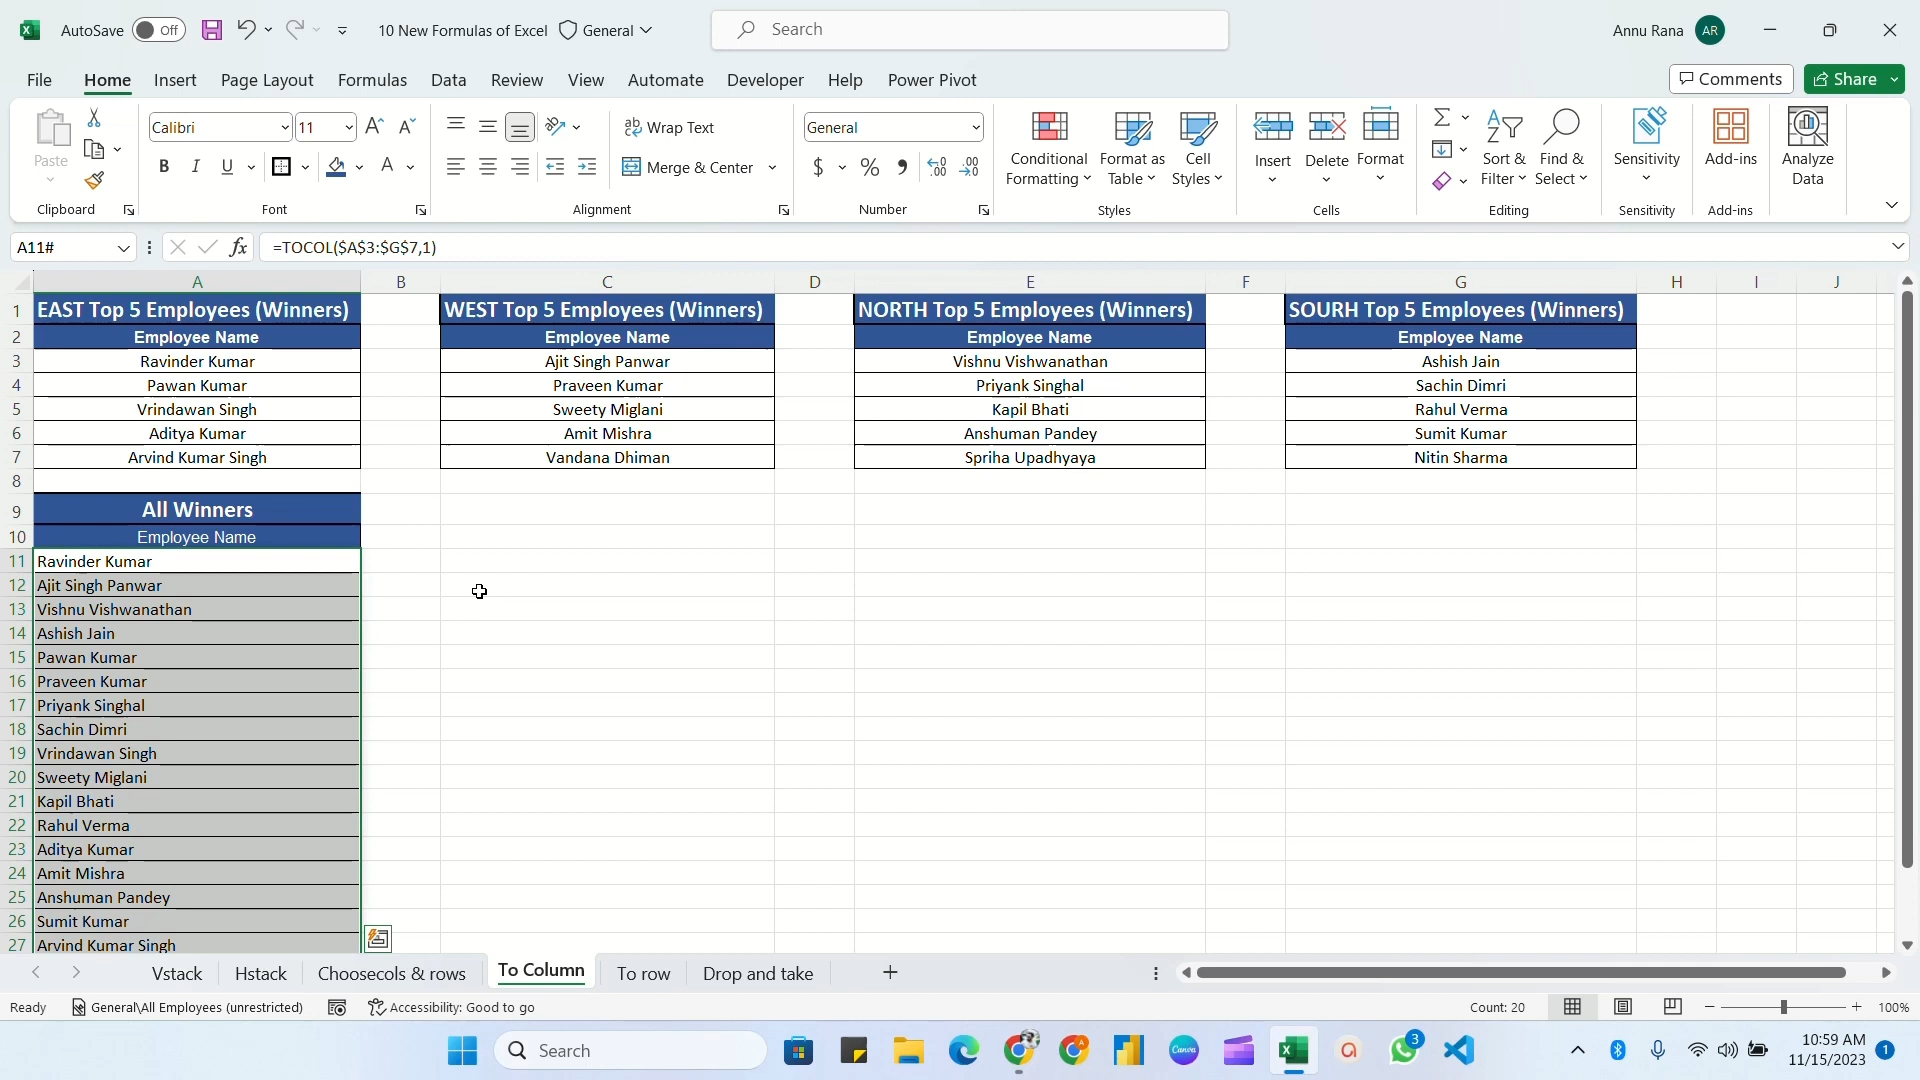 AutoSave Off 10 New Formulas of Excel General Search Annu Rana AR
File Home Insert Page Layout Formulas Data Review View Automate Developer Help Power Pivot Comments Share
Paste
Clipboard
Calibri 11
B I U A
Font
Wrap Text
Merge & Center
Alignment
General
$ % ,
Number
Conditional Formatting
Format as Table
Cell Styles
Styles
Insert Delete Format
Cells
Sort & Filter
Find & Select
Editing
Sensitivity
Sensitivity
Add-ins
Add-ins
Analyze Data
A11# fx =TOCOL($A$3:$G$7,1)
A B C D E F G H I J
1 EAST Top 5 Employees (Winners) WEST Top 5 Employees (Winners) NORTH Top 5 Employees (Winners) SOURH Top 5 Employees (Winners)
2 Employee Name Employee Name Employee Name Employee Name
3 Ravinder Kumar Ajit Singh Panwar Vishnu Vishwanathan Ashish Jain
4 Pawan Kumar Praveen Kumar Priyank Singhal Sachin Dimri
5 Vrindawan Singh Sweety Miglani Kapil Bhati Rahul Verma
6 Aditya Kumar Amit Mishra Anshuman Pandey Sumit Kumar
7 Arvind Kumar Singh Vandana Dhiman Spriha Upadhyaya Nitin Sharma
8
9 All Winners
10 Employee Name
11 Ravinder Kumar
12 Ajit Singh Panwar
13 Vishnu Vishwanathan
14 Ashish Jain
15 Pawan Kumar
16 Praveen Kumar
17 Priyank Singhal
18 Sachin Dimri
19 Vrindawan Singh
20 Sweety Miglani
21 Kapil Bhati
22 Rahul Verma
23 Aditya Kumar
24 Amit Mishra
25 Anshuman Pandey
26 Sumit Kumar
27 Arvind Kumar Singh
Vstack Hstack Choosecols & rows To Column To row Drop and take
Ready General\All Employees (unrestricted) Accessibility: Good to go Count: 20 100%
Search 3 10:59 AM 1
11/15/2023